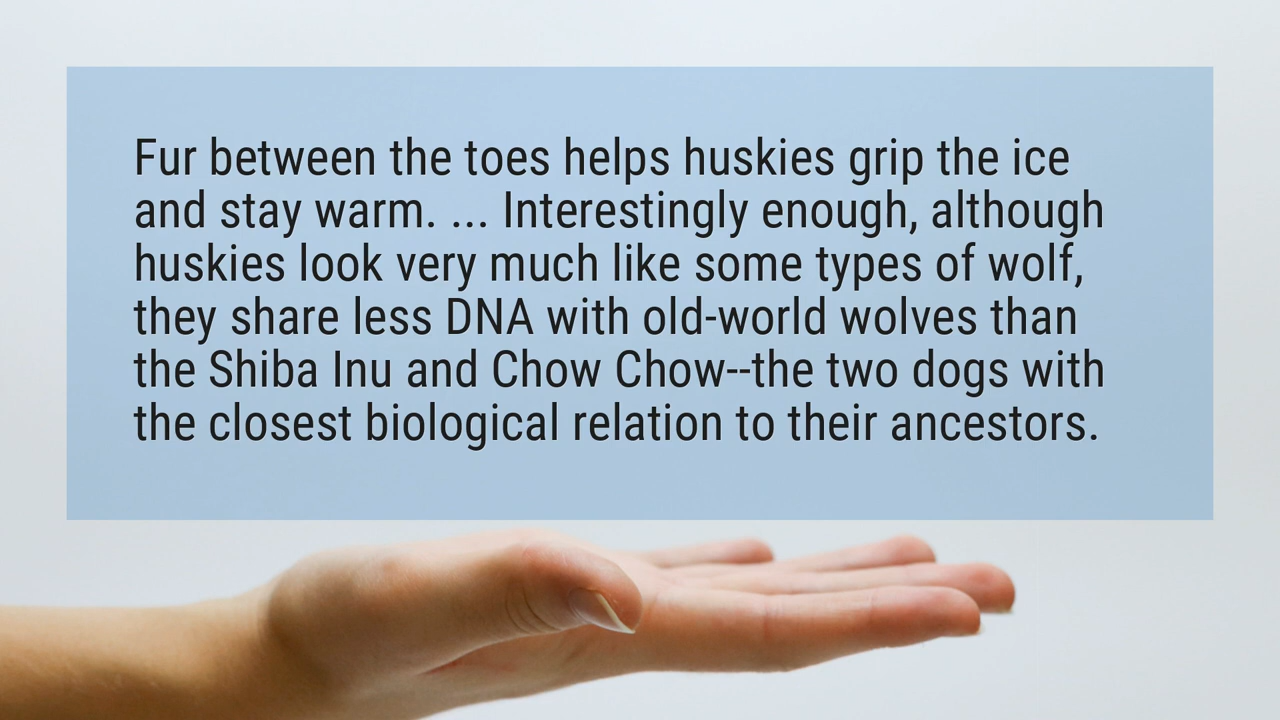 Fur between the toes helps huskies grip the ice
and stay warm. ... Interestingly enough, although
huskies look very much like some types of wolf,
they share less DNA with old-world wolves than
the Shiba Inu and Chow Chow--the two dogs with
the closest biological relation to their ancestors.